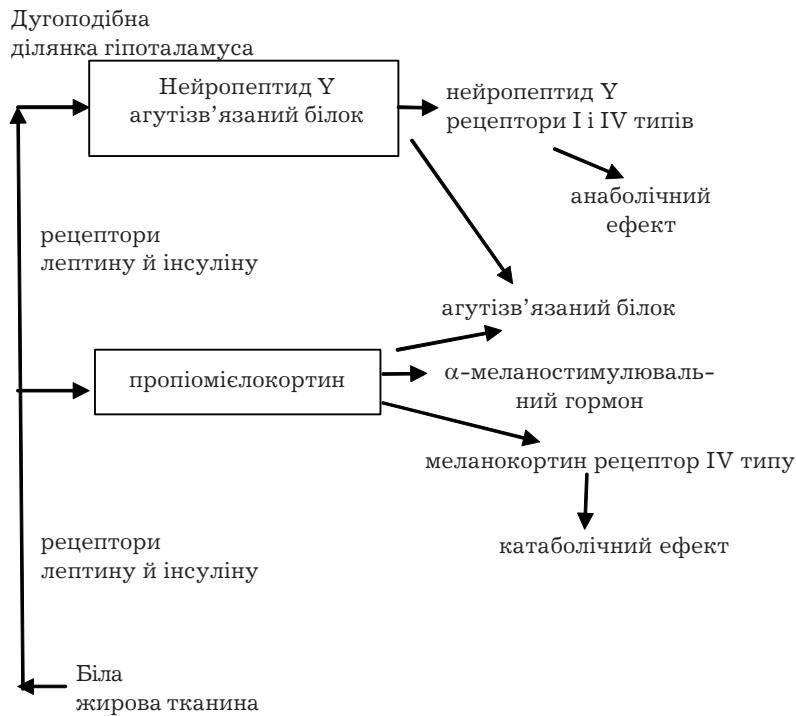 Дугоподібна
ділянка гіпоталамуса
Нейропептид Y
агутізв’язаний білок
нейропептид Y
рецептори I і IV типів
анаболічний
ефект
рецептори
лептину й інсуліну
агутізв’язаний білок
пропіомієлокортин
α-меланостимулюваль-
ний гормон
меланокортин рецептор IV типу
катаболічний ефект
рецептори
лептину й інсуліну
Біла
жирова тканина